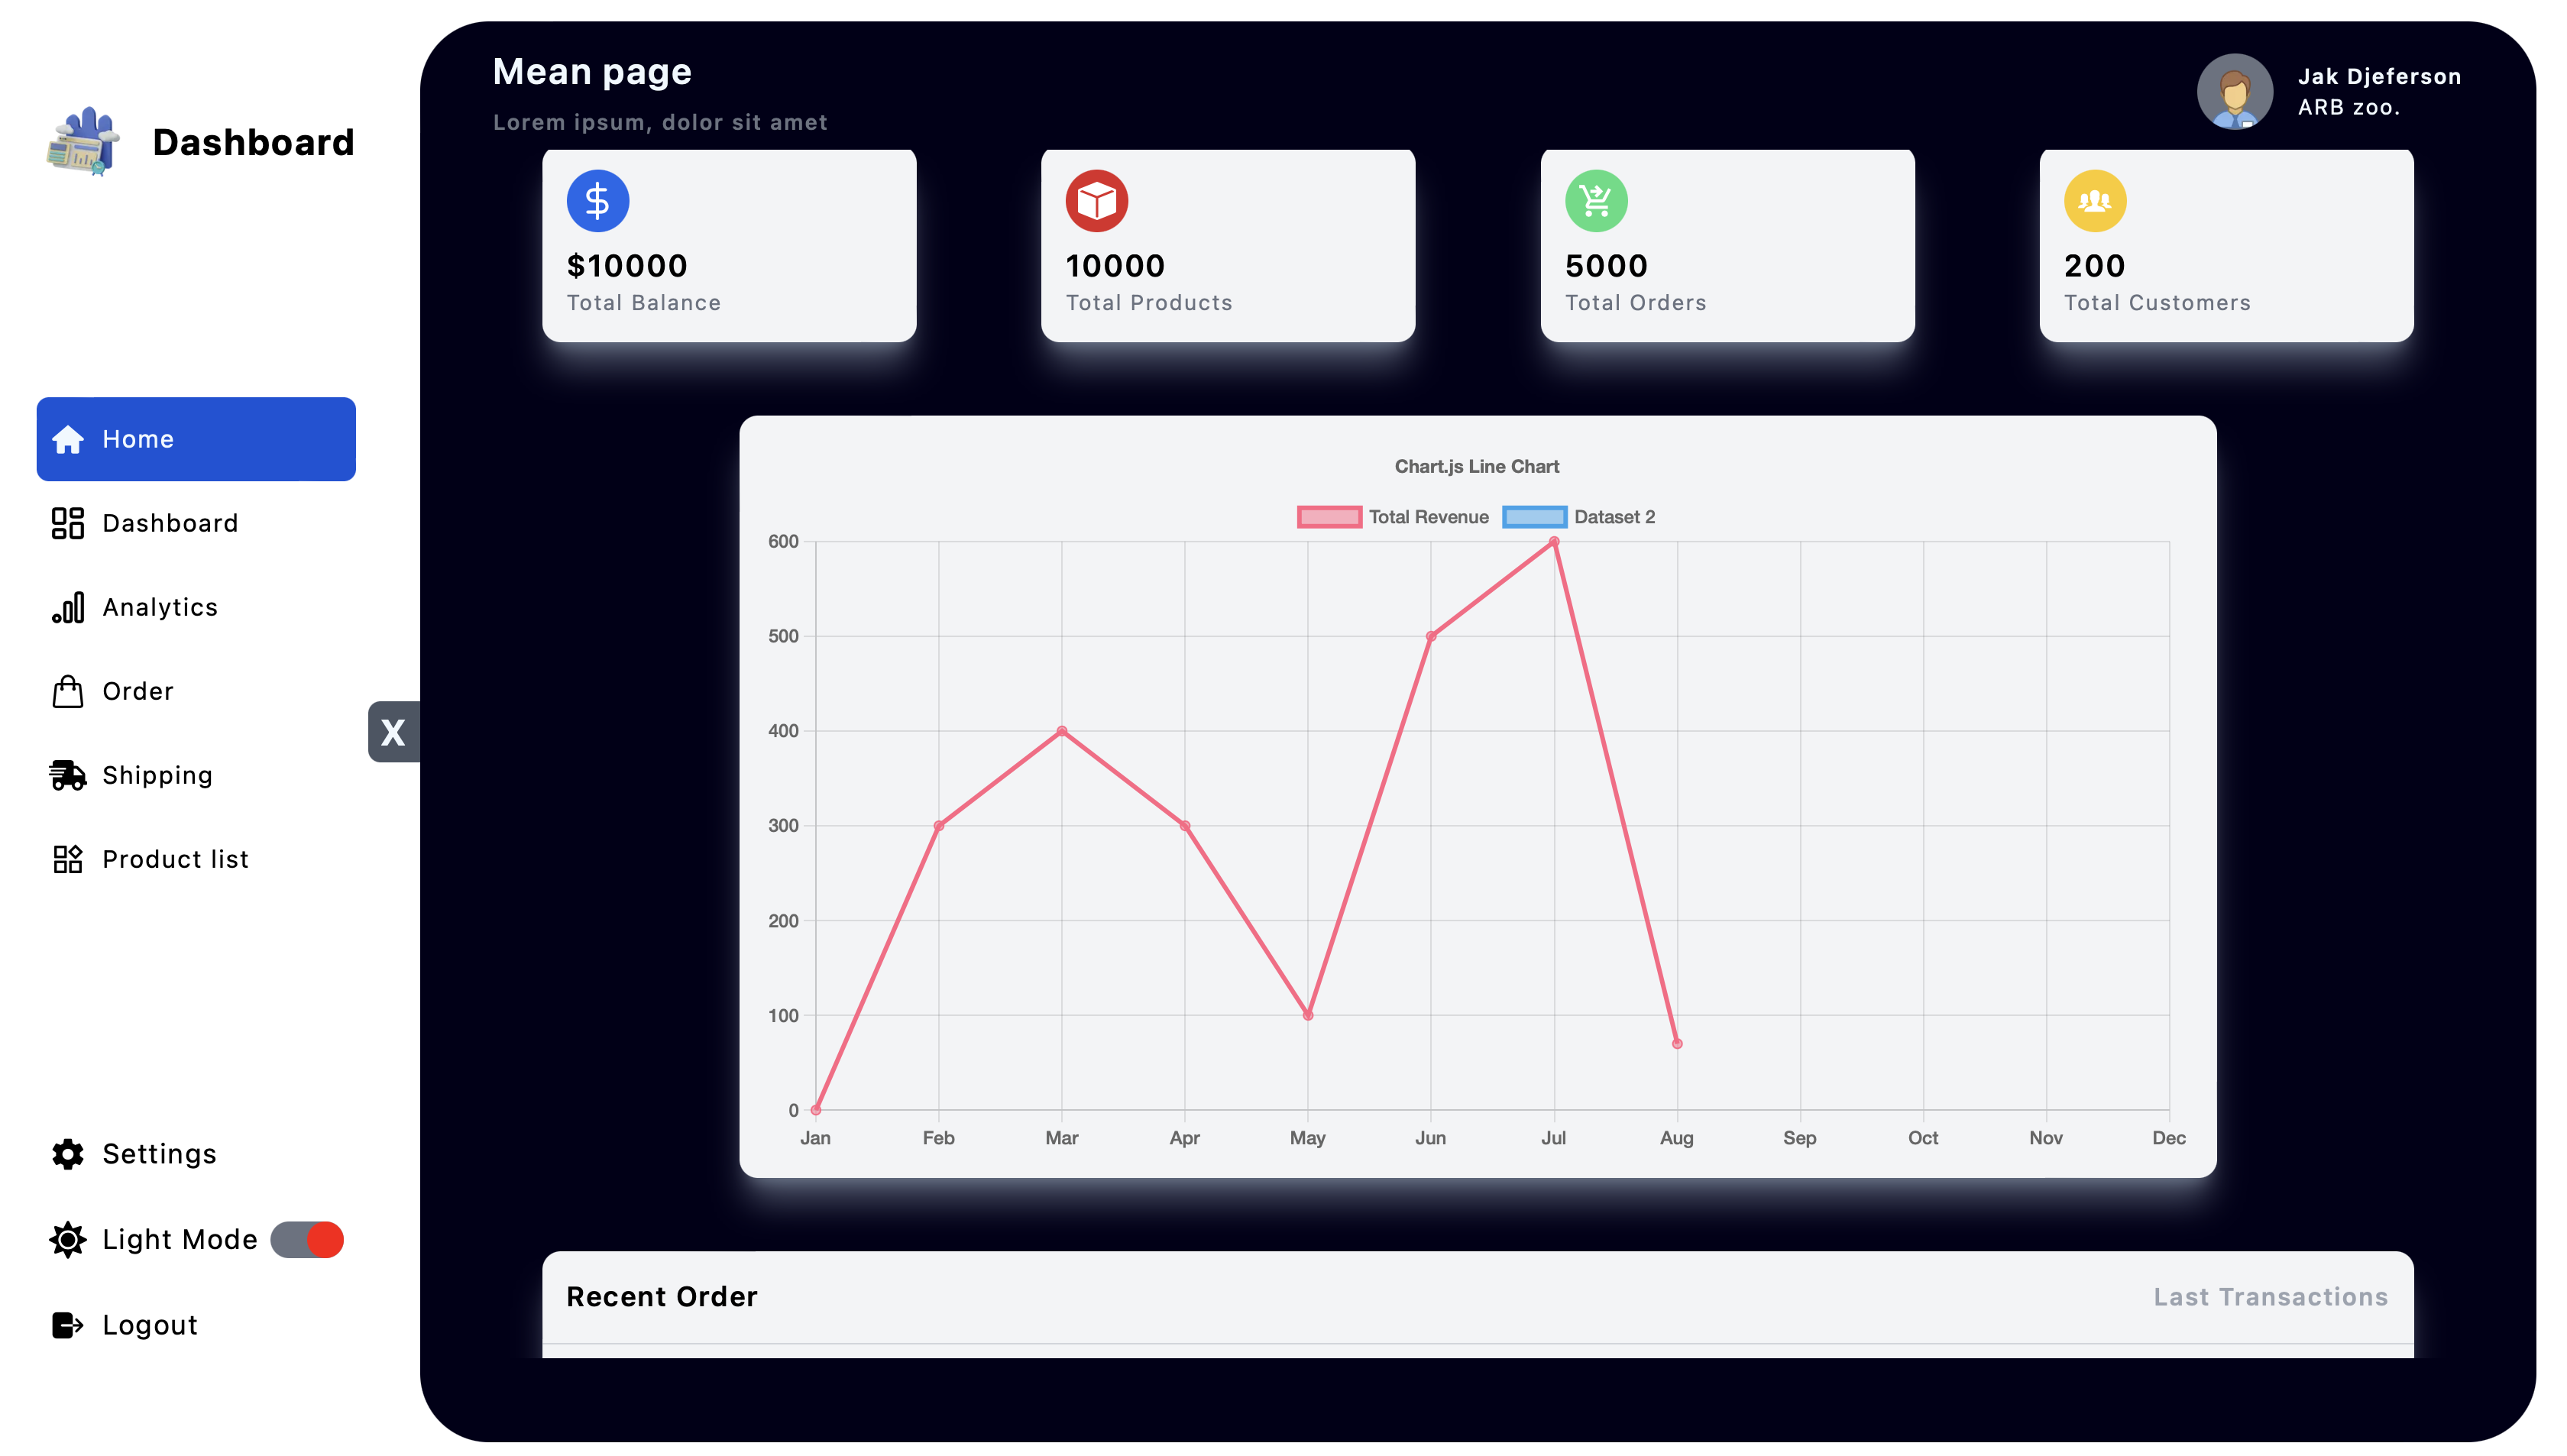 Dashboard
Home
Dashboard
Analytics
Order
Shipping
Product list
Settings
Light Mode
Logout
X
Mean page
Lorem ipsum, dolor sit amet
Jak Djeferson
ARB zoo.
$10000
Total Balance
10000
Total Products
5000
Total Orders
200
Total Customers
Chart.js Line Chart
Total Revenue Dataset 2
600
500
400
300
200
100
0
Jan Feb Mar Apr May Jun Jul Aug Sep Oct Nov Dec
Recent Order Last Transactions